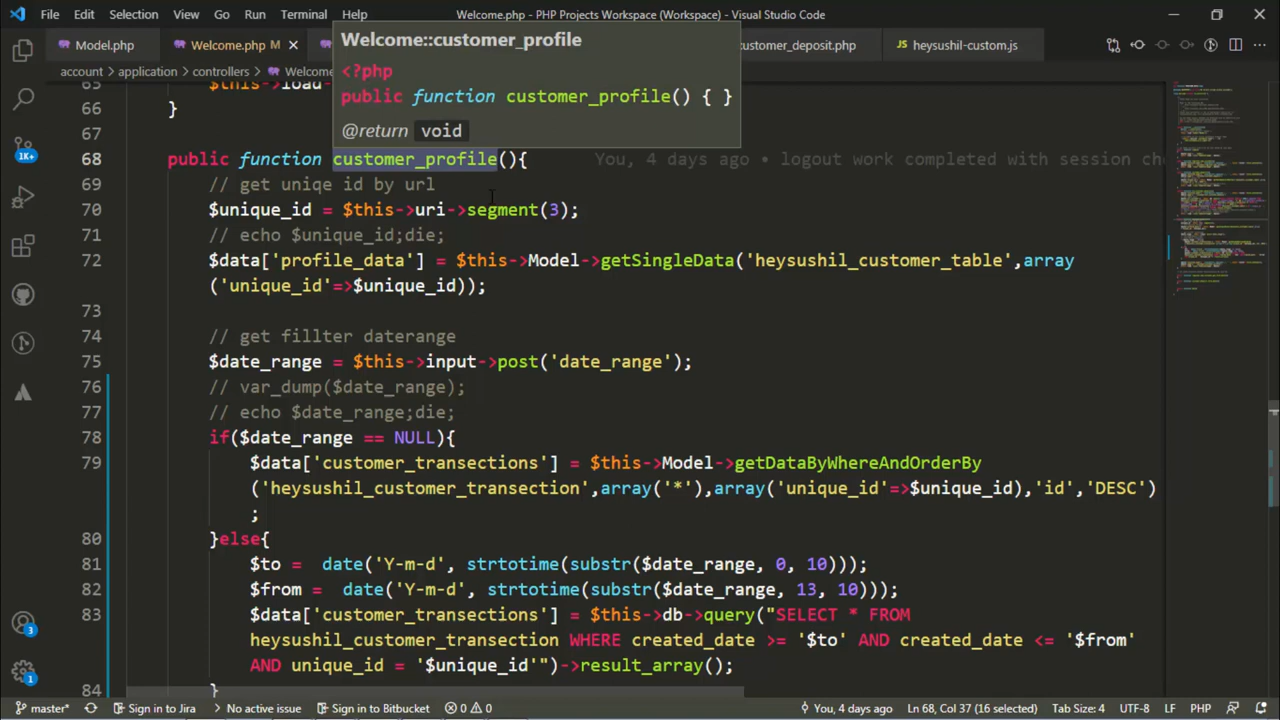 File Edit Selection View Go Run Terminal Help Welcome.php - PHP Projects Workspace (Workspace) - Visual Studio Code
Model.php Welcome.php M customer_deposit.php JS heysushil-custom.js
Welcome::customer_profile
account > application > controllers > Welcome
<?php
65 $this->load
public function customer_profile() { }
66 }
@return void
67
68 public function customer_profile(){ You, 4 days ago • logout work completed with session che
69 // get uniqe id by url
70 $unique_id = $this->uri->segment(3);
71 // echo $unique_id;die;
72 $data['profile_data'] = $this->Model->getSingleData('heysushil_customer_table',array
('unique_id'=>$unique_id));
73
74 // get fillter daterange
75 $date_range = $this->input->post('date_range');
76 // var_dump($date_range);
77 // echo $date_range;die;
78 if($date_range == NULL){
79 $data['customer_transections'] = $this->Model->getDataByWhereAndOrderBy
('heysushil_customer_transection',array('*'),array('unique_id'=>$unique_id),'id','DESC')
;
80 }else{
81 $to =  date('Y-m-d', strtotime(substr($date_range, 0, 10)));
82 $from =  date('Y-m-d', strtotime(substr($date_range, 13, 10)));
83 $data['customer_transections'] = $this->db->query("SELECT * FROM
heysushil_customer_transection WHERE created_date >= '$to' AND created_date <= '$from'
AND unique_id = '$unique_id'")->result_array();
84 }
master* Sign in to Jira No active issue Sign in to Bitbucket 0 0 You, 4 days ago Ln 68, Col 37 (16 selected) Tab Size: 4 UTF-8 LF PHP